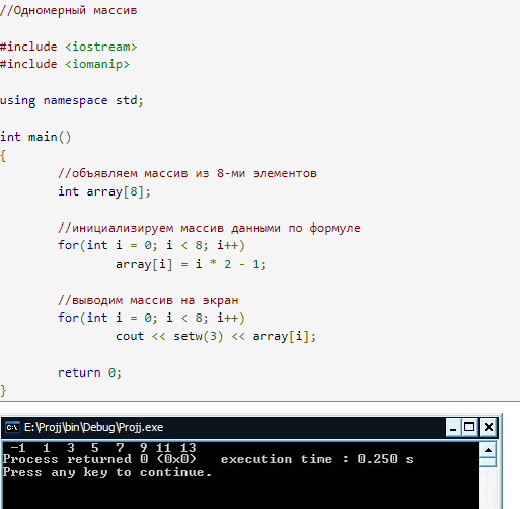 //Одномерный массив
#include <iostream>
#include <iomanip>
using namespace std;
int main()
{
//объявляем массив из 8-ми элементов
int array[8];
//инициализируем массив данными по формуле
for(int i = 0; i < 8; i++)
array[i] = i * 2 - 1;
//выводим массив на экран
for(int i = 0; i < 8; i++)
cout << setw(3) << array[i];
return 0;
}
E:\Projj\bin\Debug\Projj.exe
-1  1  3  5  7  9 11 13
Process returned 0 (0x0)   execution time : 0.250 s
Press any key to continue.